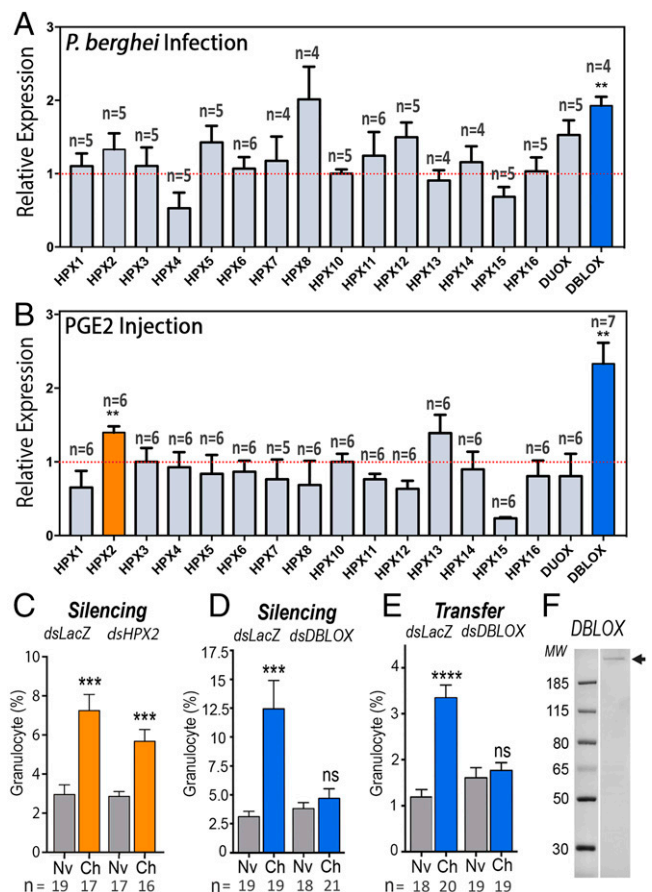 A
P. berghei Infection
Relative Expression
3
2
1
0
n=5
n=5
n=5
n=5
n=5
n=6
n=4
n=4
n=5
n=6
n=5
n=4
n=4
n=5
n=5
n=5
n=4
**
HPX1
HPX2
HPX3
HPX4
HPX5
HPX6
HPX7
HPX8
HPX10
HPX11
HPX12
HPX13
HPX14
HPX15
HPX16
DUOX
DBLOX
B
PGE2 Injection
Relative Expression
3
2
1
0
n=6
n=6
**
n=6
n=6
n=6
n=6
n=5
n=6
n=6
n=6
n=6
n=6
n=6
n=6
n=6
n=6
n=7
**
HPX1
HPX2
HPX3
HPX4
HPX5
HPX6
HPX7
HPX8
HPX10
HPX11
HPX12
HPX13
HPX14
HPX15
HPX16
DUOX
DBLOX
C
Silencing
dsLacZ dsHPX2
Granulocyte (%)
10
8
6
4
2
0
***
***
Nv Ch Nv Ch
n = 19 17 17 16
D
Silencing
dsLacZ dsDBLOX
Granulocyte (%)
17.5
15.0
12.5
10.0
7.5
5.0
2.5
0
***
ns
Nv Ch Nv Ch
n = 19 19 18 21
E
Transfer
dsLacZ dsDBLOX
Granulocyte (%)
4
3
2
1
0
****
ns
Nv Ch Nv Ch
n = 18 20 19 19
F
DBLOX
MW
185
115
80
65
50
30